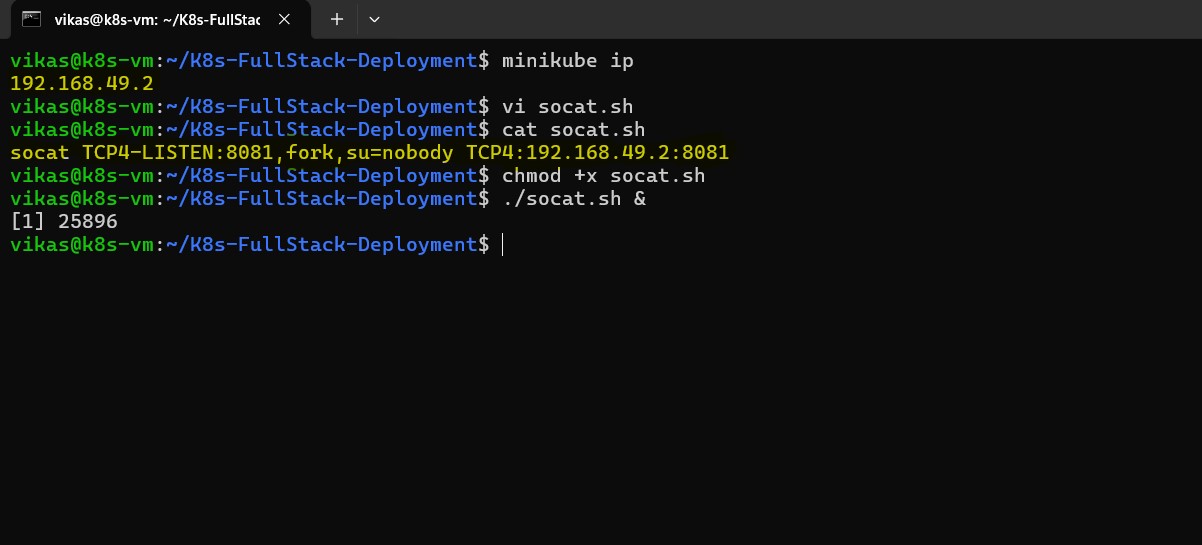 vikas@k8s-vm: ~/K8s-FullStac
vikas@k8s-vm:~/K8s-FullStack-Deployment$ minikube ip
192.168.49.2
vikas@k8s-vm:~/K8s-FullStack-Deployment$ vi socat.sh
vikas@k8s-vm:~/K8s-FullStack-Deployment$ cat socat.sh
socat TCP4-LISTEN:8081,fork,su=nobody TCP4:192.168.49.2:8081
vikas@k8s-vm:~/K8s-FullStack-Deployment$ chmod +x socat.sh
vikas@k8s-vm:~/K8s-FullStack-Deployment$ ./socat.sh &
[1] 25896
vikas@k8s-vm:~/K8s-FullStack-Deployment$